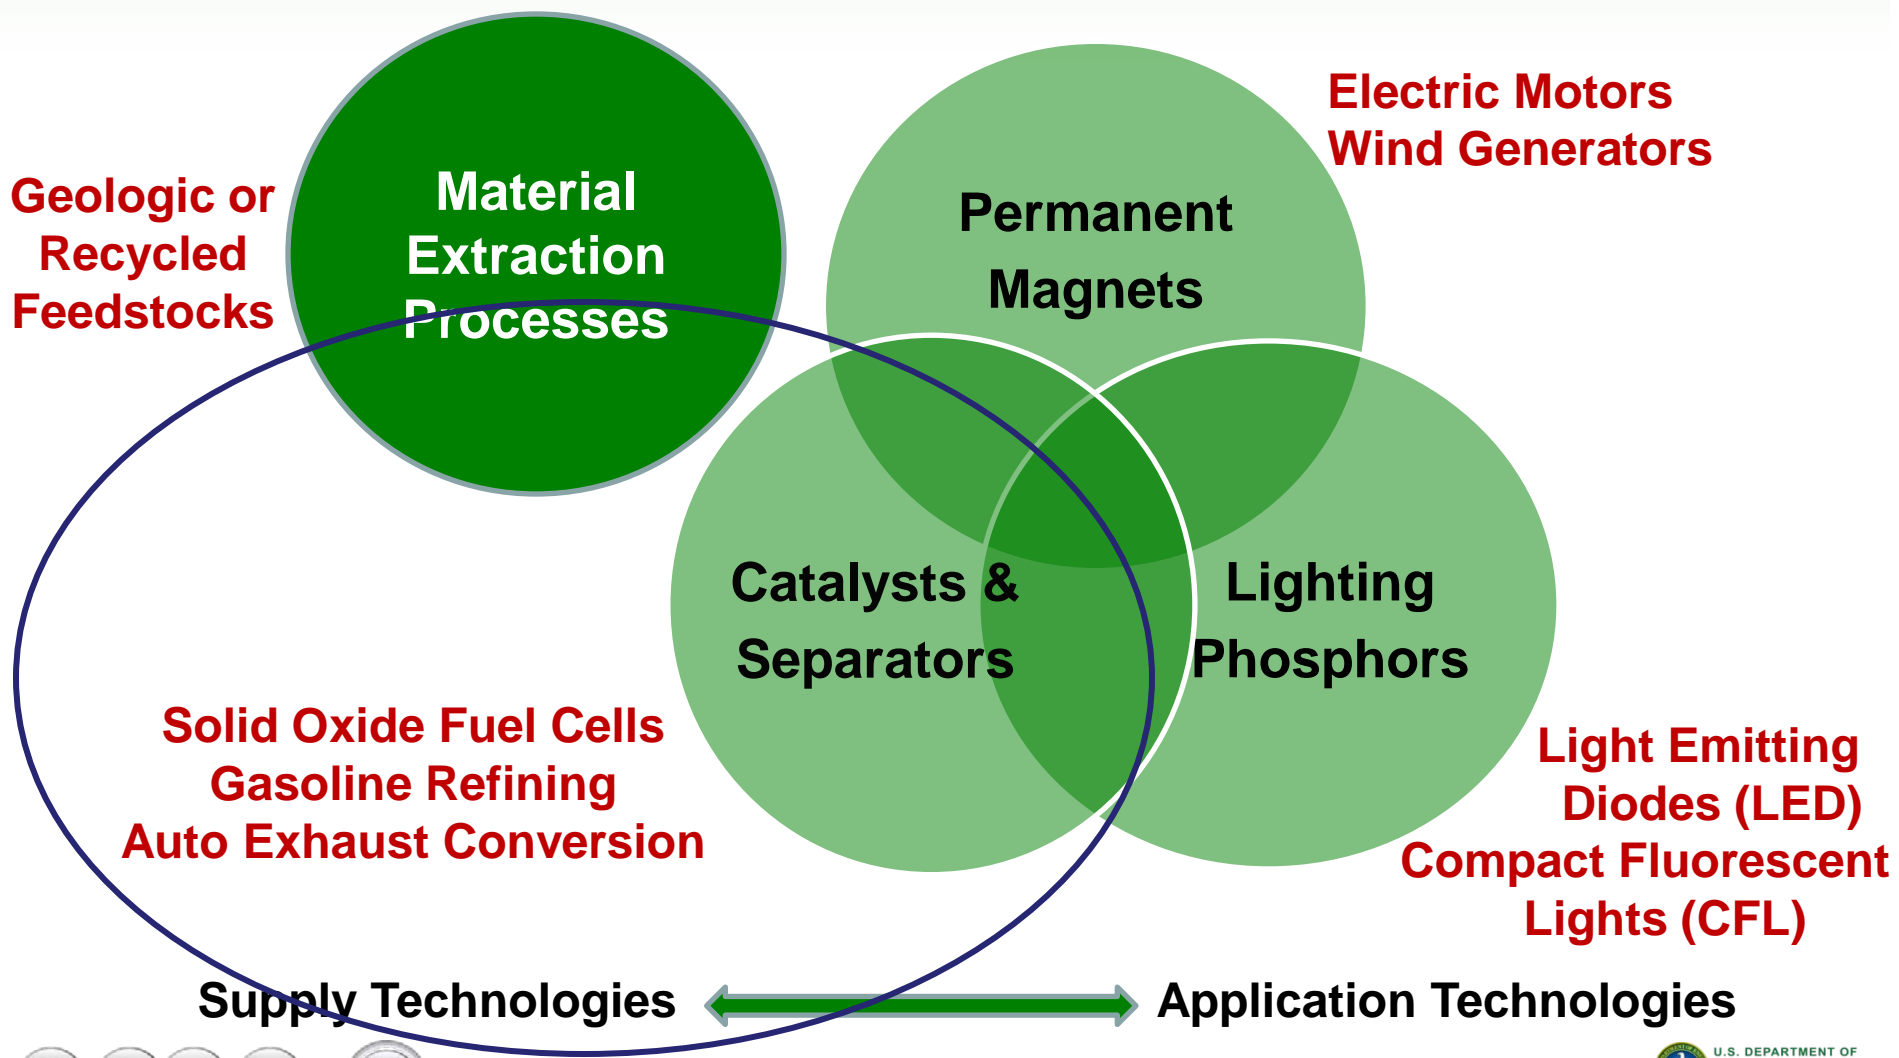 Geologic or
Recycled
Feedstocks
Material
Extraction
Processes
Permanent
Magnets
Electric Motors
Wind Generators
Catalysts &
Separators
Lighting
Phosphors
Solid Oxide Fuel Cells
Gasoline Refining
Auto Exhaust Conversion
Light Emitting
Diodes (LED)
Compact Fluorescent
Lights (CFL)
Supply Technologies
Application Technologies
U.S. DEPARTMENT OF